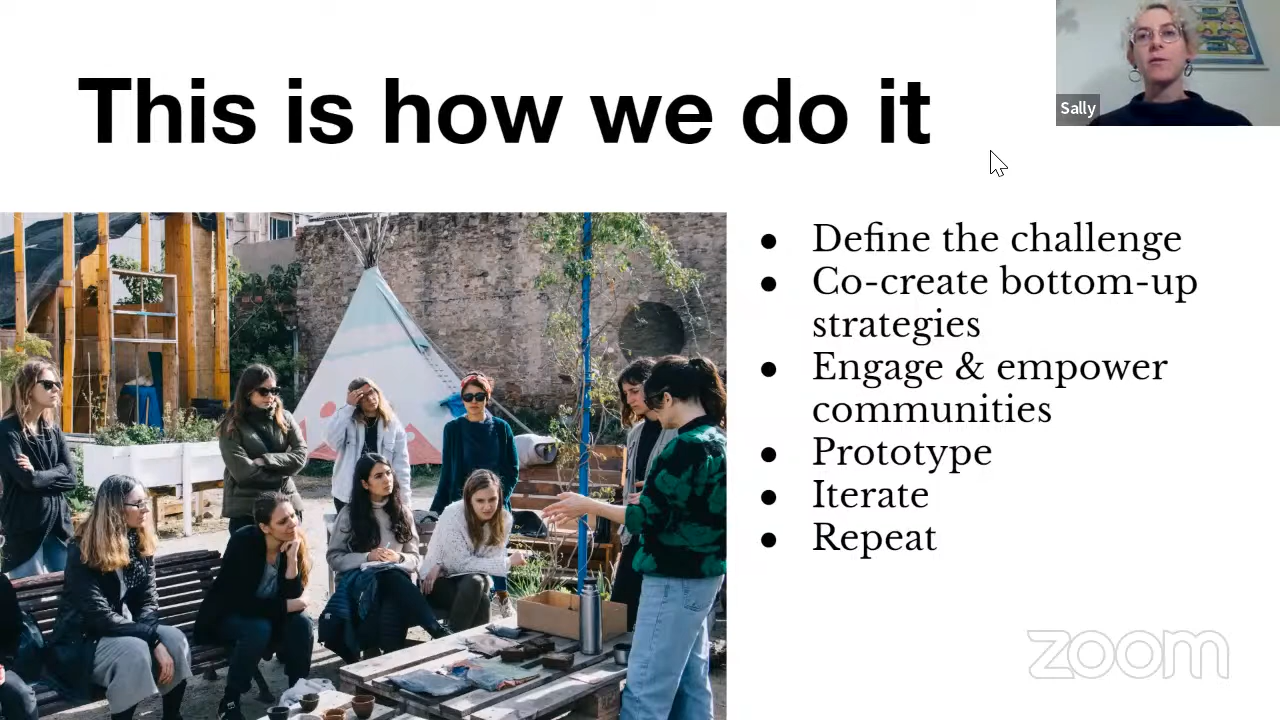 This is how we do it
Sally
● Define the challenge
● Co-create bottom-up
strategies
● Engage & empower
communities
● Prototype
● Iterate
● Repeat
zoom